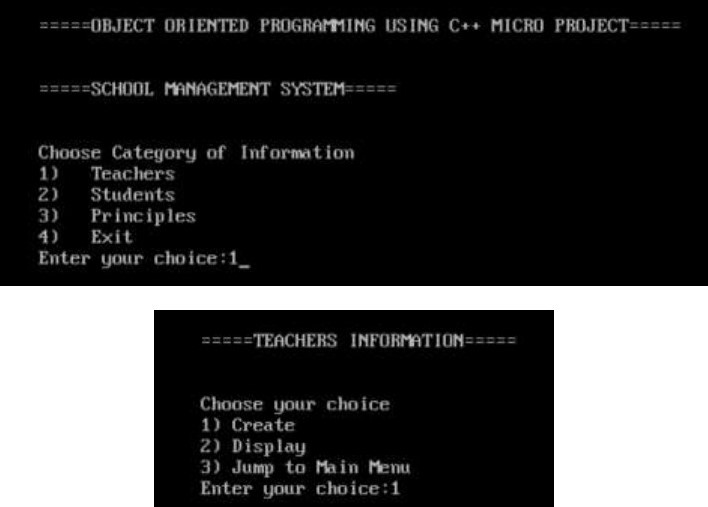 =====OBJECT ORIENTED PROGRAMMING USING C++ MICRO PROJECT=====
=====SCHOOL MANAGEMENT SYSTEM=====
Choose Category of Information
1) Teachers
2) Students
3) Principles
4) Exit
Enter your choice:1_
=====TEACHERS INFORMATION=====
Choose your choice
1) Create
2) Display
3) Jump to Main Menu
Enter your choice:1